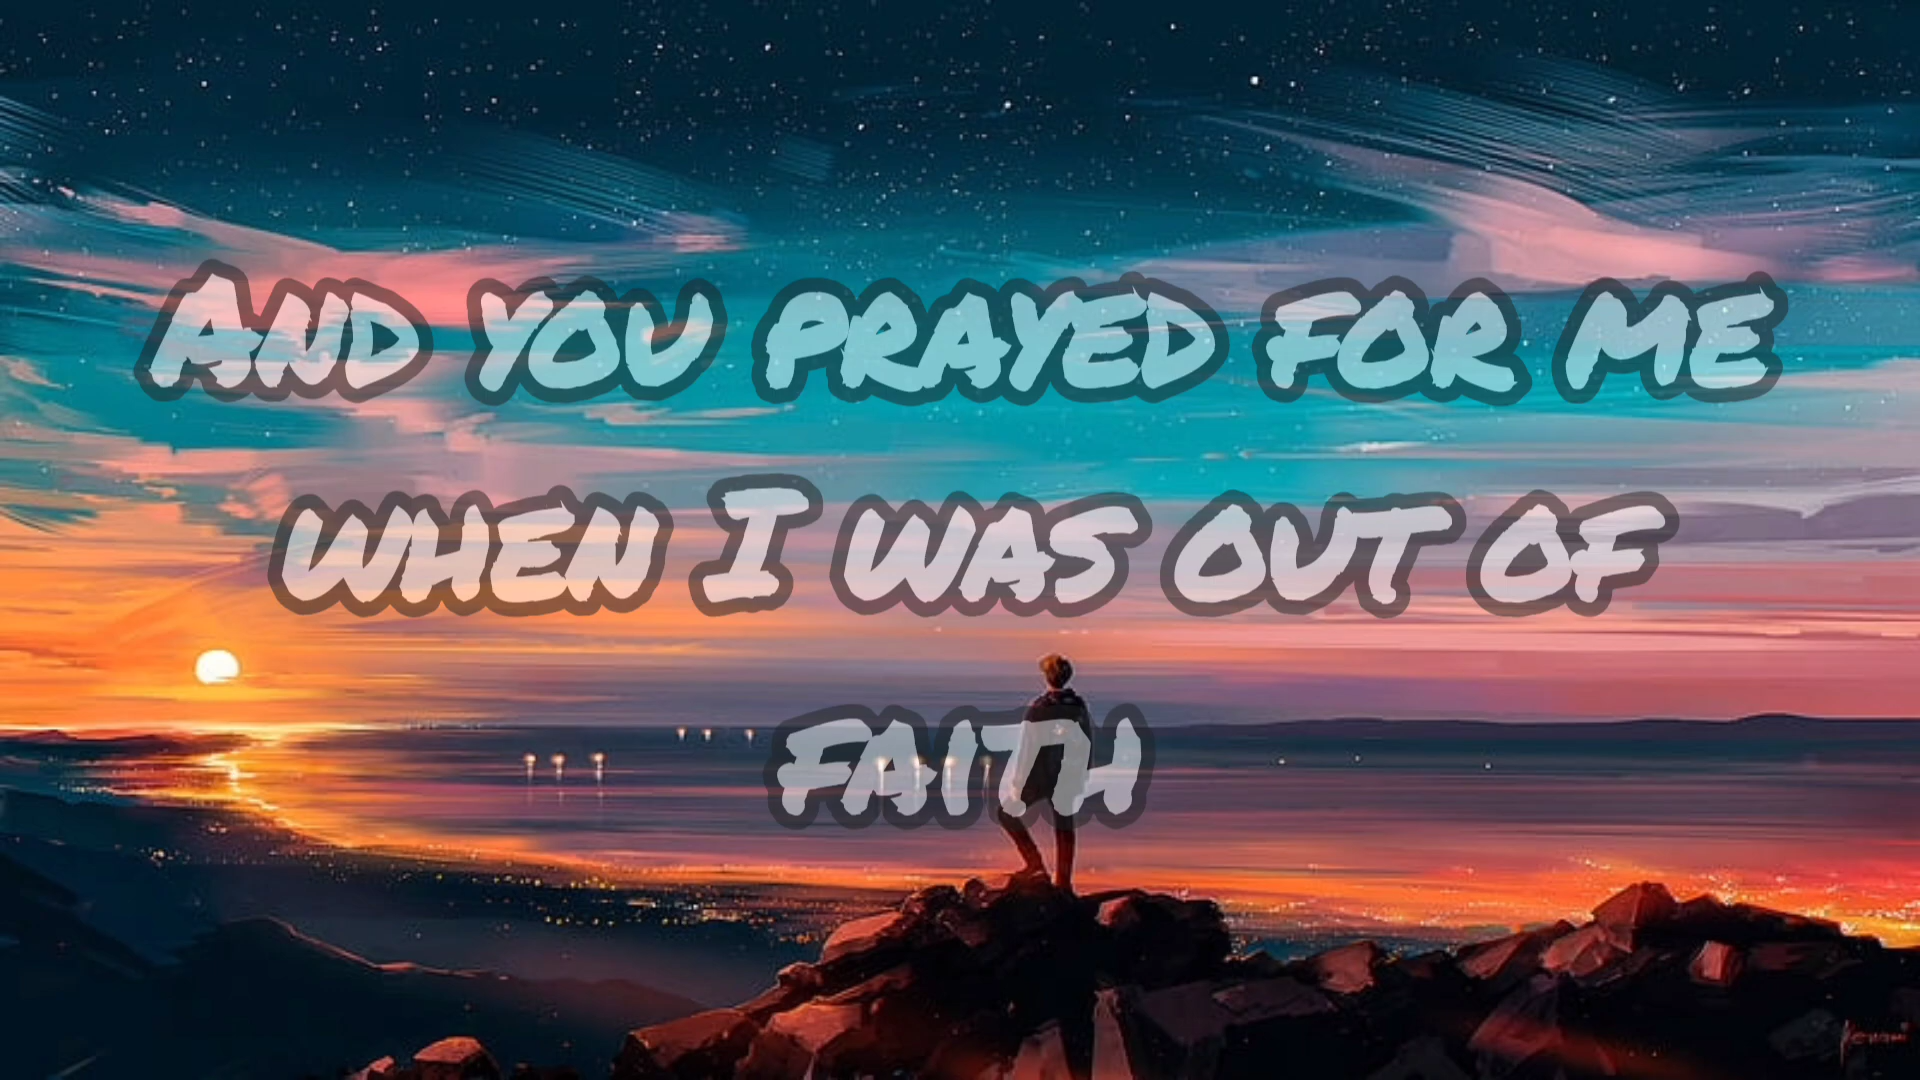 And you prayed for me
when I was out of
faith